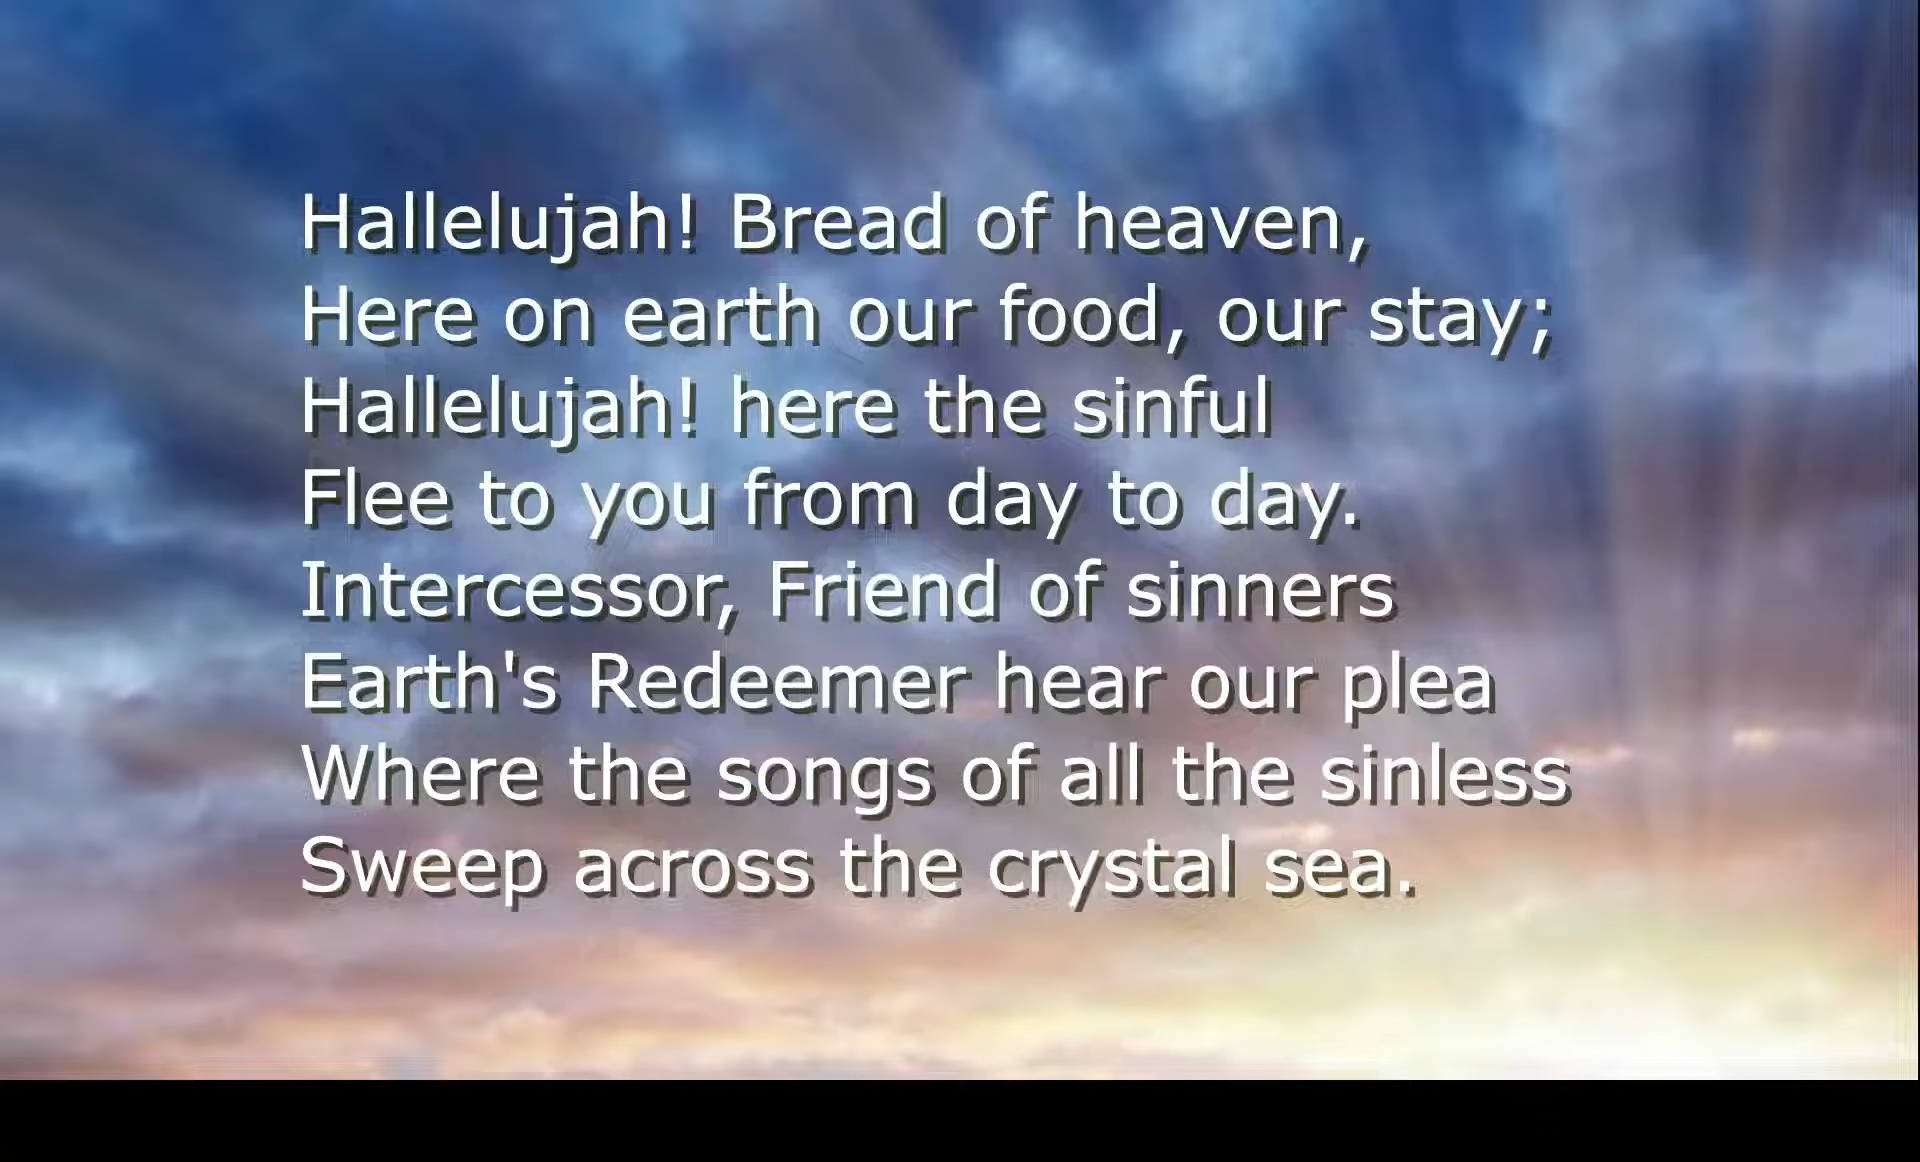 Hallelujah! Bread of heaven,
Here on earth our food, our stay;
Hallelujah! here the sinful
Flee to you from day to day.
Intercessor, Friend of sinners
Earth's Redeemer hear our plea
Where the songs of all the sinless
Sweep across the crystal sea.